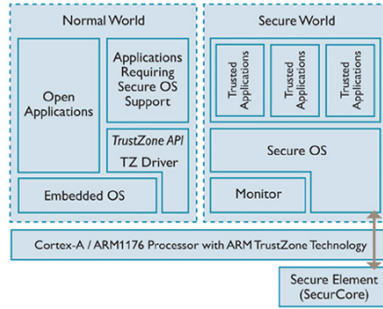 Normal World
Open
Applications
Applications
Requiring
Secure OS
Support
TrustZone API
TZ Driver
Embedded OS
Secure World
Trusted
Applications
Trusted
Applications
Trusted
Applications
Secure OS
Monitor
Cortex-A / ARM1176 Processor with ARM TrustZone Technology
Secure Element
(SecurCore)